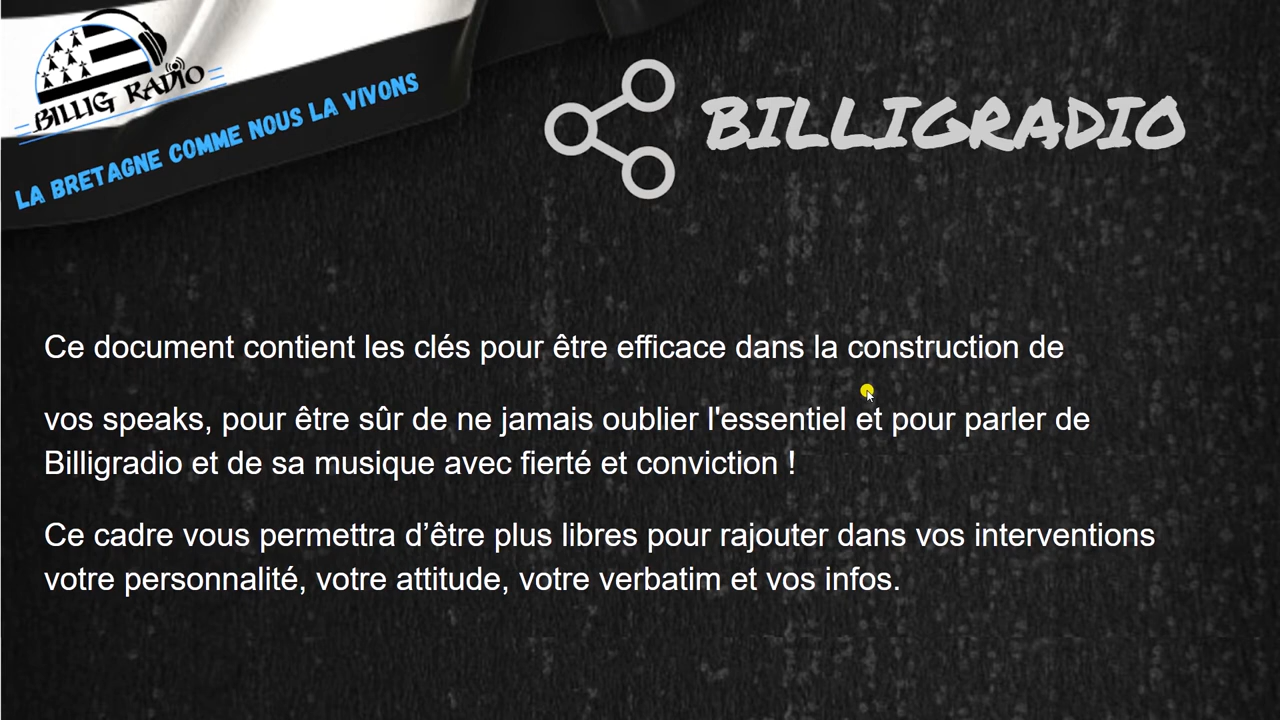 BILLIG RADIO
LA BRETAGNE COMME NOUS LA VIVONS
BILLIGRADIO
Ce document contient les clés pour être efficace dans la construction de
vos speaks, pour être sûr de ne jamais oublier l'essentiel et pour parler de
Billigradio et de sa musique avec fierté et conviction !
Ce cadre vous permettra d’être plus libres pour rajouter dans vos interventions
votre personnalité, votre attitude, votre verbatim et vos infos.